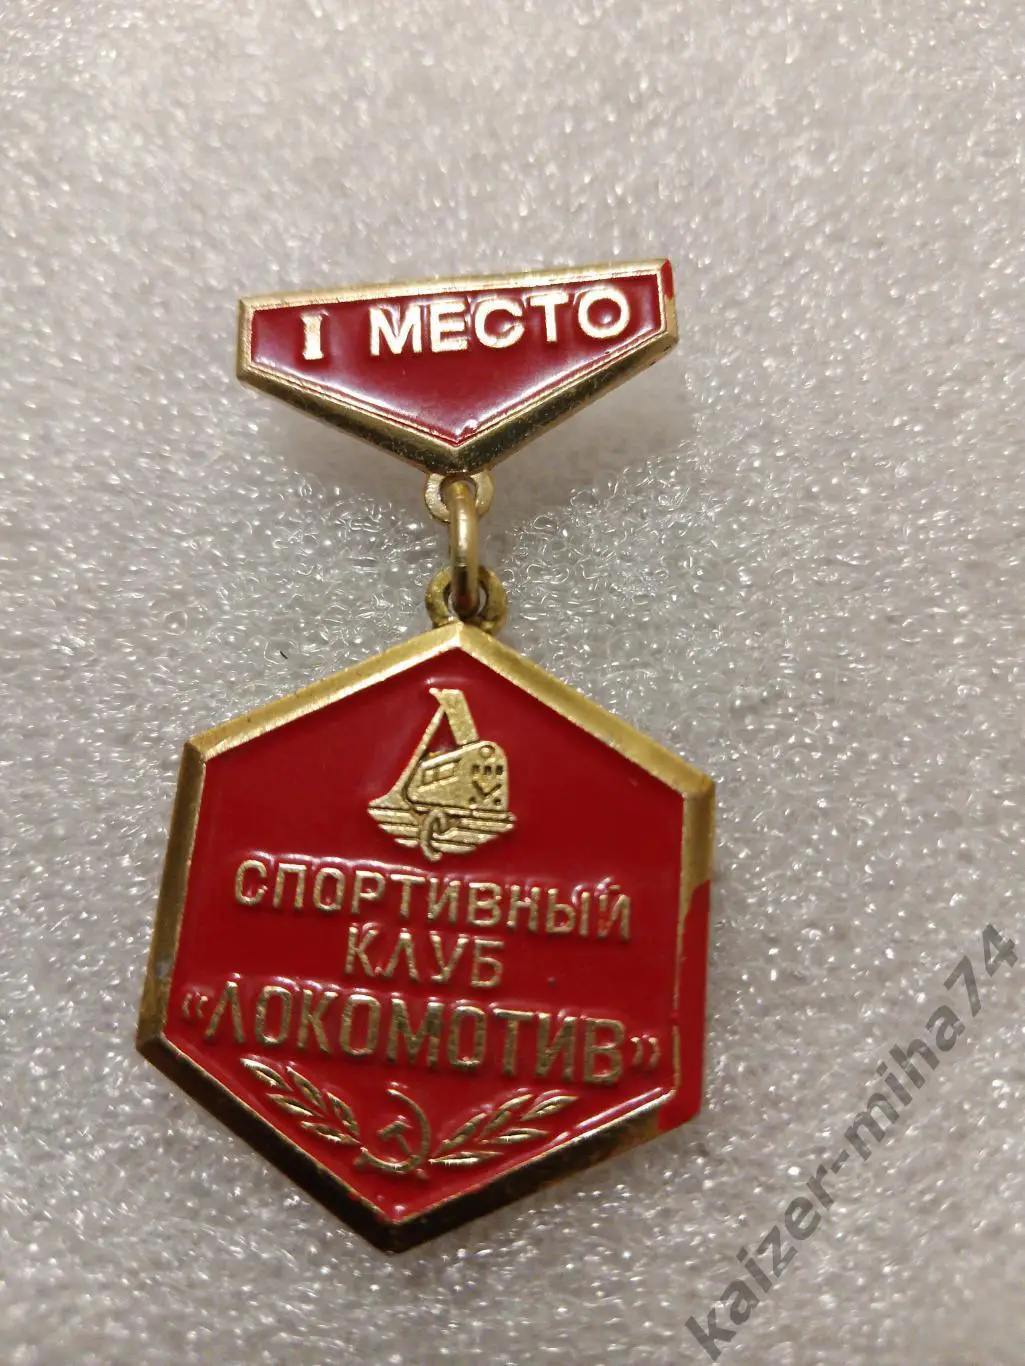 I МЕСТО
СПОРТИВНЫЙ
КЛУБ
«ЛОКОМОТИВ»
kaizer-miha74